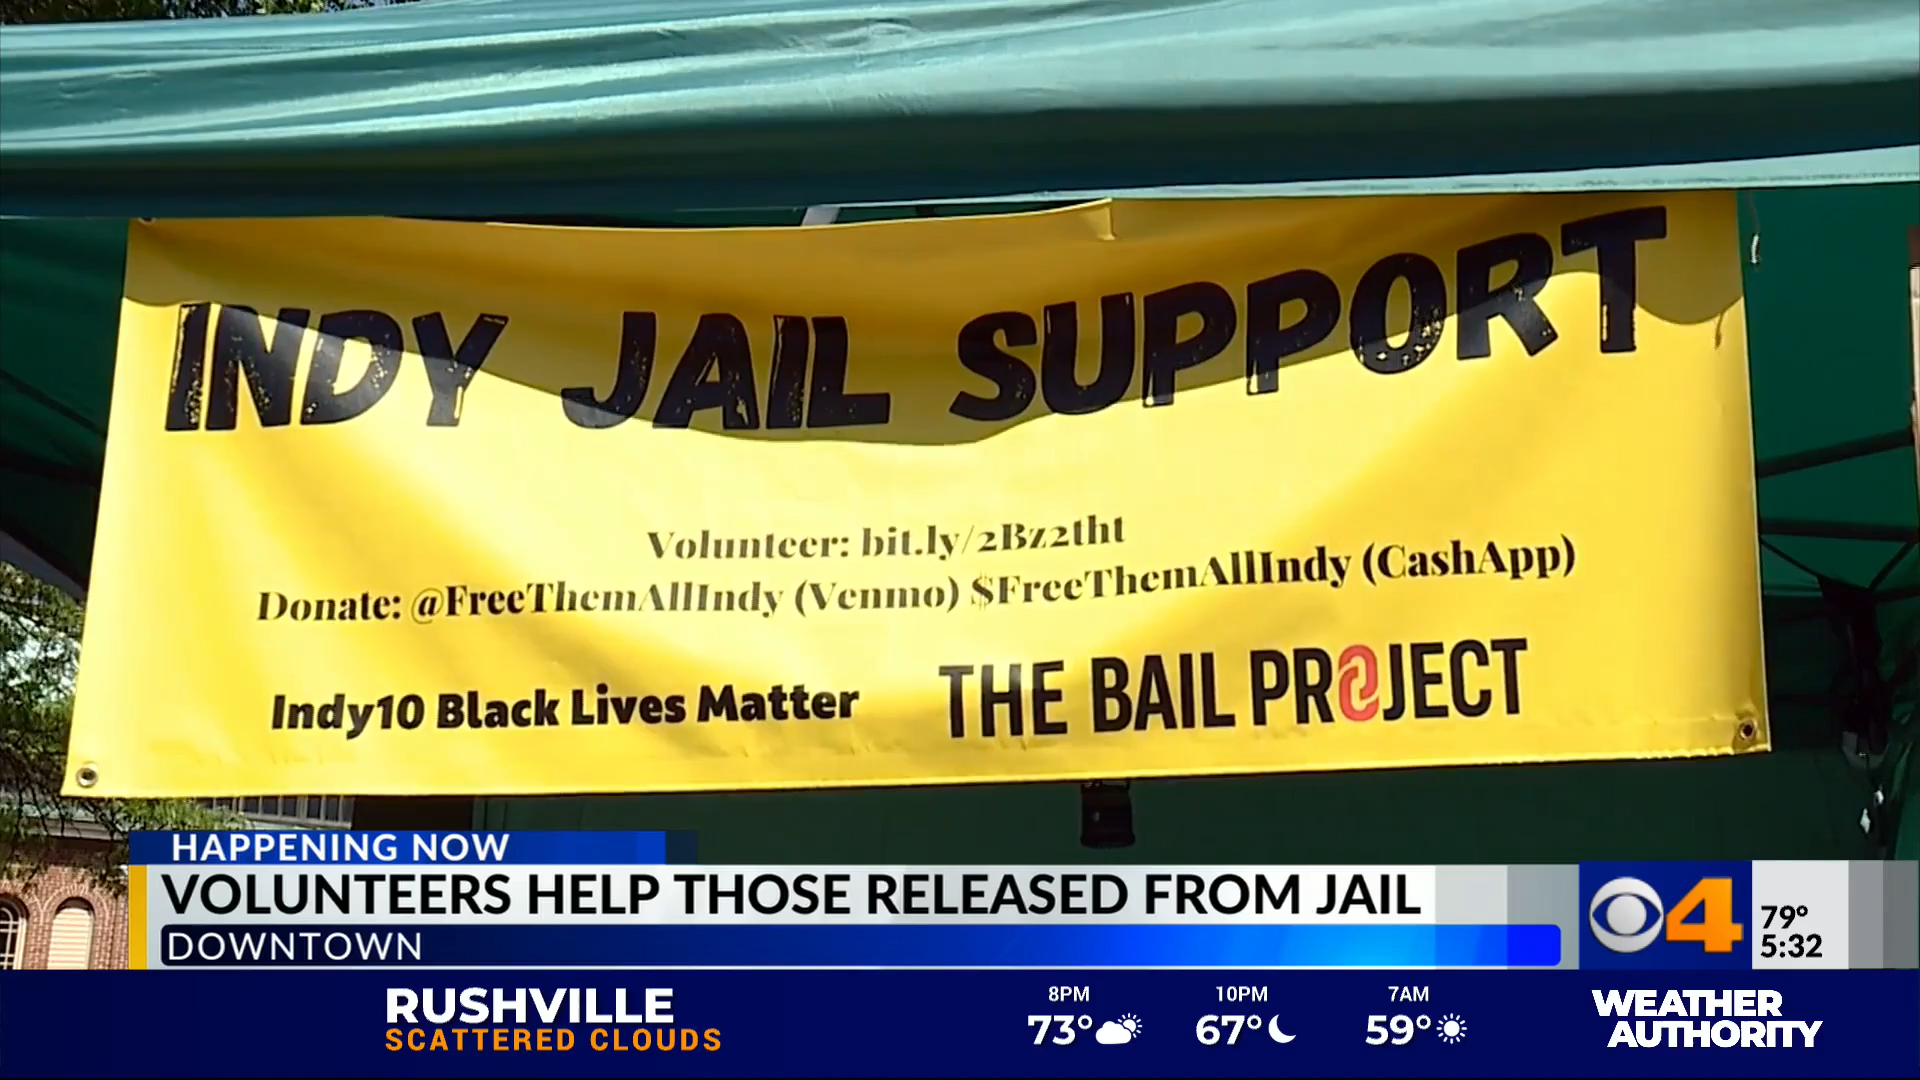 INDY JAIL SUPPORT
Volunteer: bit.ly/2Bz2tht
Donate: @FreeThemAllIndy (Venmo) $FreeThemAllIndy (CashApp)
Indy10 Black Lives Matter
THE BAIL PROJECT
HAPPENING NOW
VOLUNTEERS HELP THOSE RELEASED FROM JAIL
DOWNTOWN
4
79°
5:32
RUSHVILLE
SCATTERED CLOUDS
8PM
73°
10PM
67°
7AM
59°
WEATHER
AUTHORITY